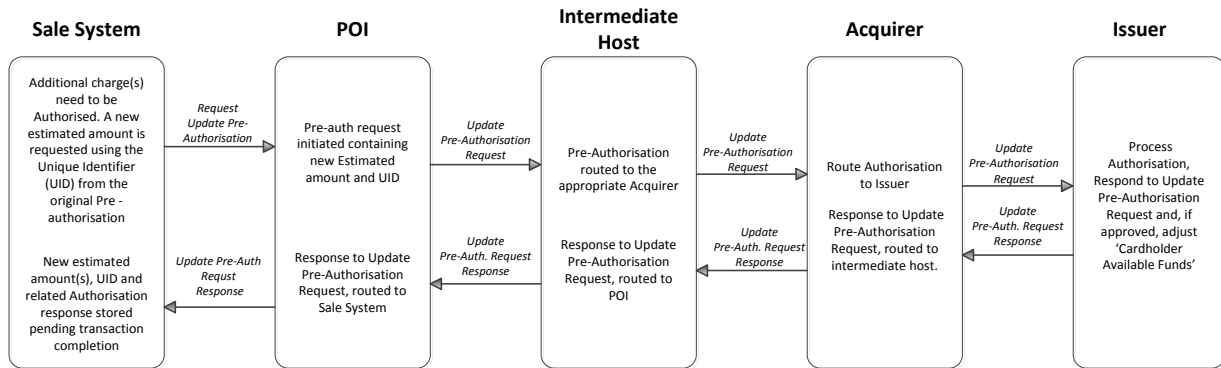 Sale System
POI
Intermediate
Host
Acquirer
Issuer
Additional charge(s)
need to be
Authorised. A new
estimated amount is
requested using the
Unique Identifier
(UID) from the
original Pre -
authorisation
New estimated
amount(s), UID and
related Authorisation
response stored
pending transaction
completion
Request
Update Pre-
Authorisation
Update Pre-Auth
Requst
Response
Pre-auth request
initiated containing
new Estimated
amount and UID
Response to Update
Pre-Authorisation
Request, routed to
Sale System
Update
Pre-Authorisation
Request
Update
Pre-Auth. Request
Response
Pre-Authorisation
routed to the
appropriate Acquirer
Response to Update
Pre-Authorisation
Request, routed to
POI
Update
Pre-Authorisation
Request
Update
Pre-Auth. Request
Response
Route Authorisation
to Issuer
Response to Update
Pre-Authorisation
Request, routed to
intermediate host.
Update
Pre-Authorisation
Request
Update
Pre-Auth. Request
Response
Process
Authorisation,
Respond to Update
Pre-Authorisation
Request and, if
approved, adjust
‘Cardholder
Available Funds’